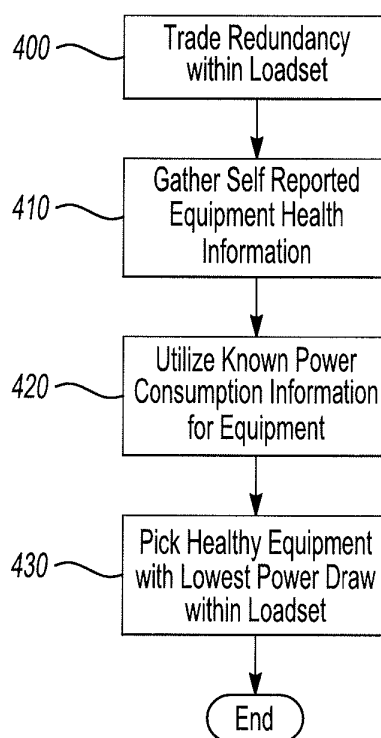 400
Trade Redundancy
within Loadset
410
Gather Self Reported
Equipment Health
Information
420
Utilize Known Power
Consumption Information
for Equipment
430
Pick Healthy Equipment
with Lowest Power Draw
within Loadset
End